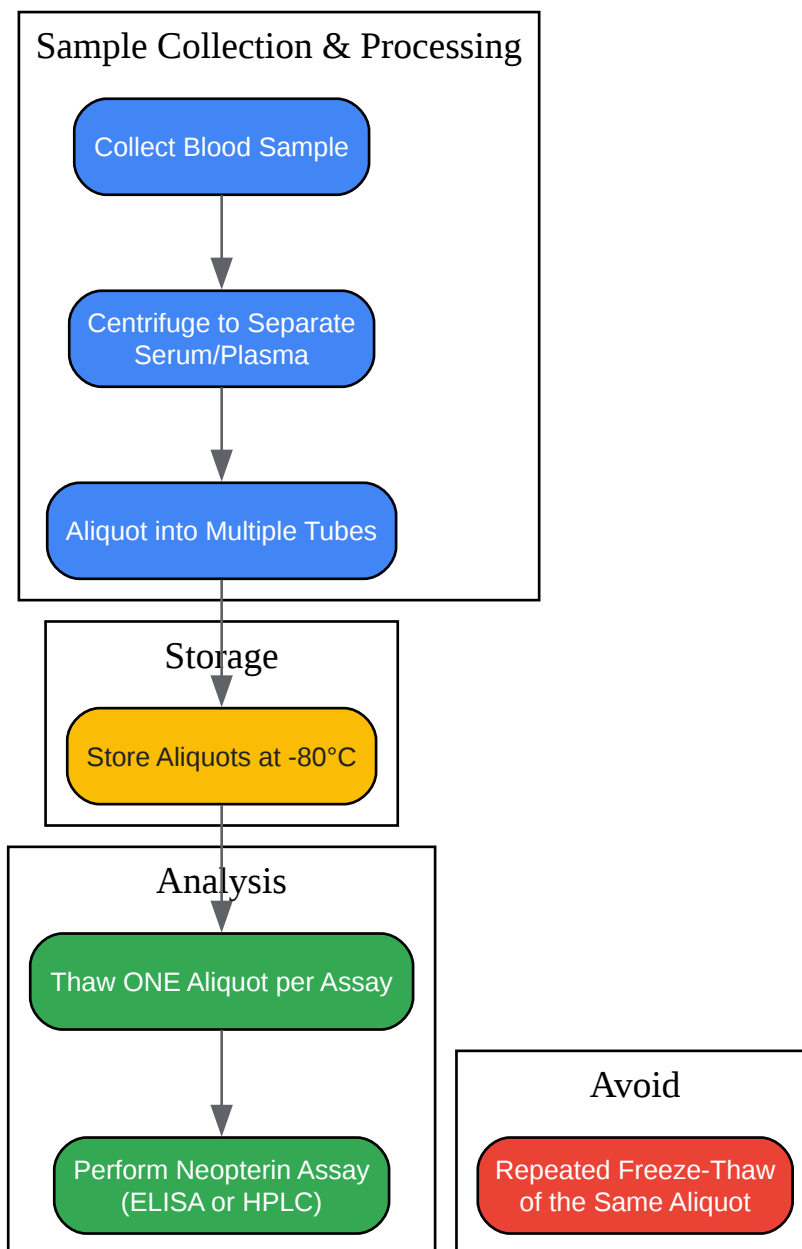 Sample Collection & Processing
Collect Blood Sample
Centrifuge to Separate
Serum/Plasma
Aliquot into Multiple Tubes
Storage
Store Aliquots at -80°C
Analysis
Thaw ONE Aliquot per Assay
Perform Neopterin Assay
(ELISA or HPLC)
Avoid
Repeated Freeze-Thaw
of the Same Aliquot